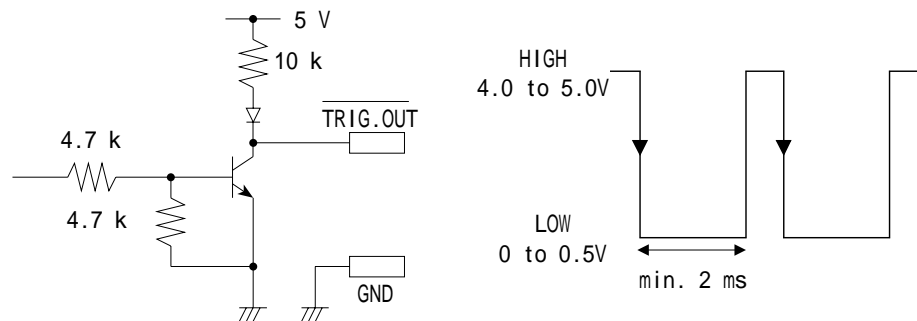 5 V
10 k
TRIG.OUT
4.7 k
4.7 k
GND
HIGH
4.0 to 5.0V
LOW
0 to 0.5V
min. 2 ms